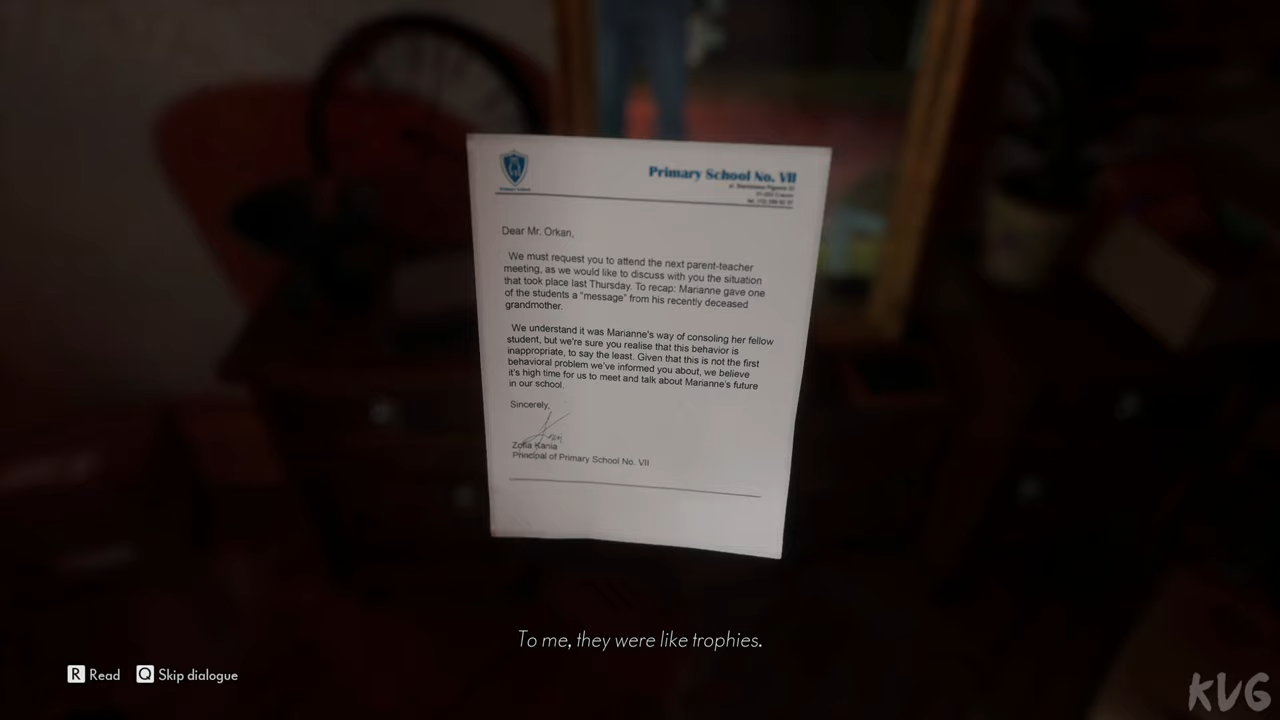 Primary School No. VII
Dear Mr. Orkan,
We must request you to attend the next parent-teacher
meeting, as we would like to discuss with you the situation
that took place last Thursday. To recap: Marianne gave one
of the students a "message" from his recently deceased
grandmother.
We understand it was Marianne's way of consoling her fellow
student, but we're sure you realise that this behavior is
inappropriate, to say the least. Given that this is not the first
behavioral problem we've informed you about, we believe
it's high time for us to meet and talk about Marianne's future
in our school.
Sincerely,
Zofia Kania
Principal of Primary School No. VII
To me, they were like trophies.
R Read Q Skip dialogue
KVG